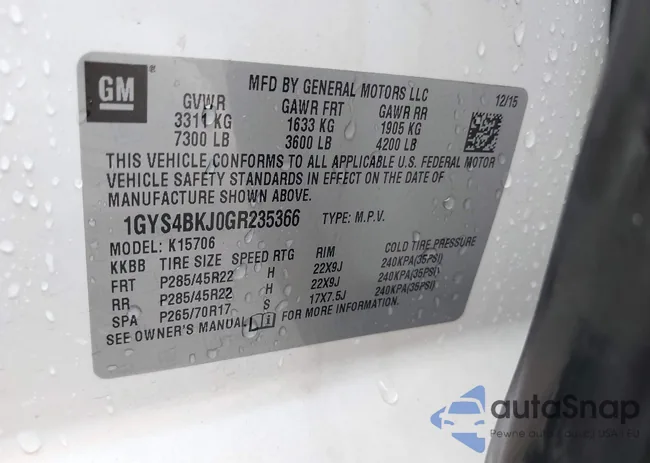 GM
MFD BY GENERAL MOTORS LLC
GVWR GAWR FRT GAWR RR 12/15
3311 KG 1633 KG 1905 KG
7300 LB 3600 LB 4200 LB
THIS VEHICLE CONFORMS TO ALL APPLICABLE U.S. FEDERAL MOTOR
VEHICLE SAFETY STANDARDS IN EFFECT ON THE DATE OF
MANUFACTURE SHOWN ABOVE.
1GYS4BKJ0GR235366 TYPE: M.P.V.
MODEL: K15706
KKBB TIRE SIZE SPEED RTG RIM COLD TIRE PRESSURE
FRT P285/45R22 H 22X9J 240KPA(35PSI)
RR P285/45R22 H 22X9J 240KPA(35PSI)
SPA P265/70R17 S 17X7.5J 240KPA(35PSI)
SEE OWNER'S MANUAL FOR MORE INFORMATION.
autoSnap
Pewne auto